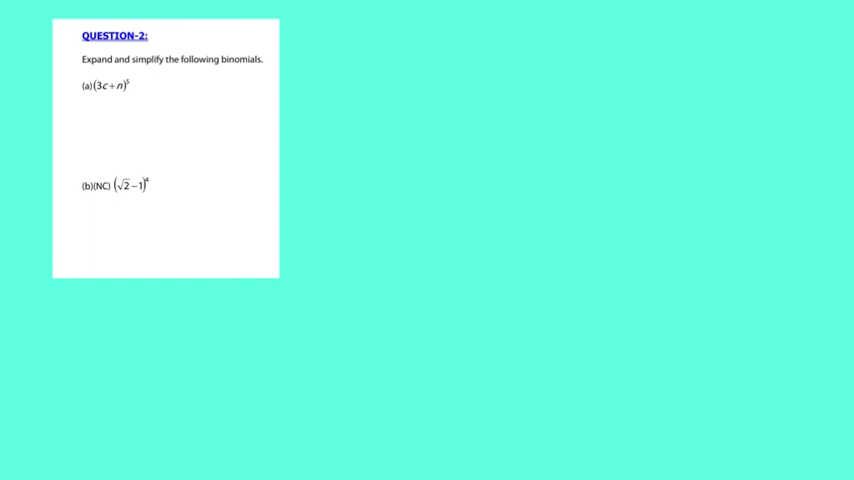 QUESTION-2:
Expand and simplify the following binomials.
(a)(3c+n)⁵
(b)(NC) (√2−1)⁴